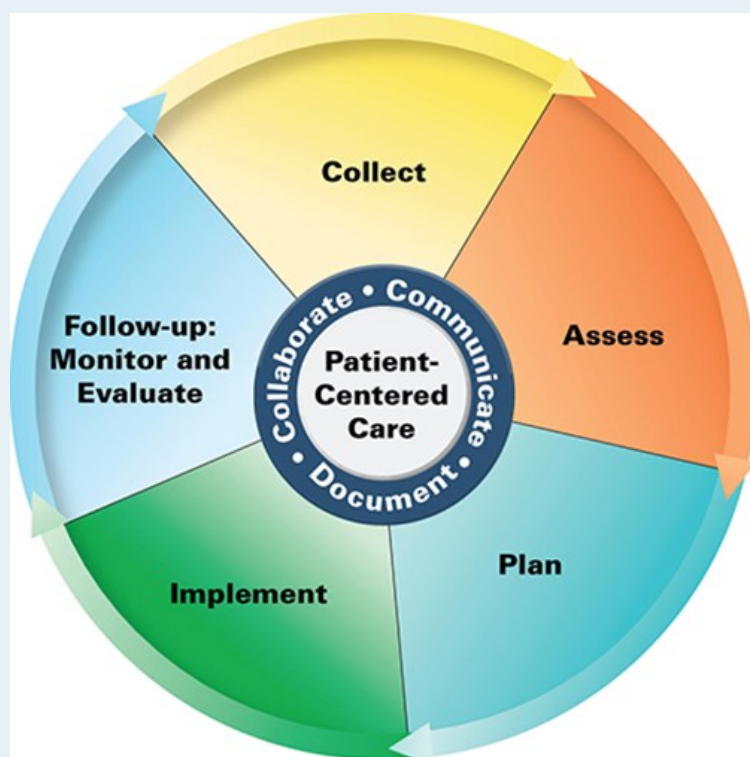 Collect
Assess
Plan
Implement
Follow-up:
Monitor and
Evaluate
Collaborate • Communicate • Document •
Patient-
Centered
Care